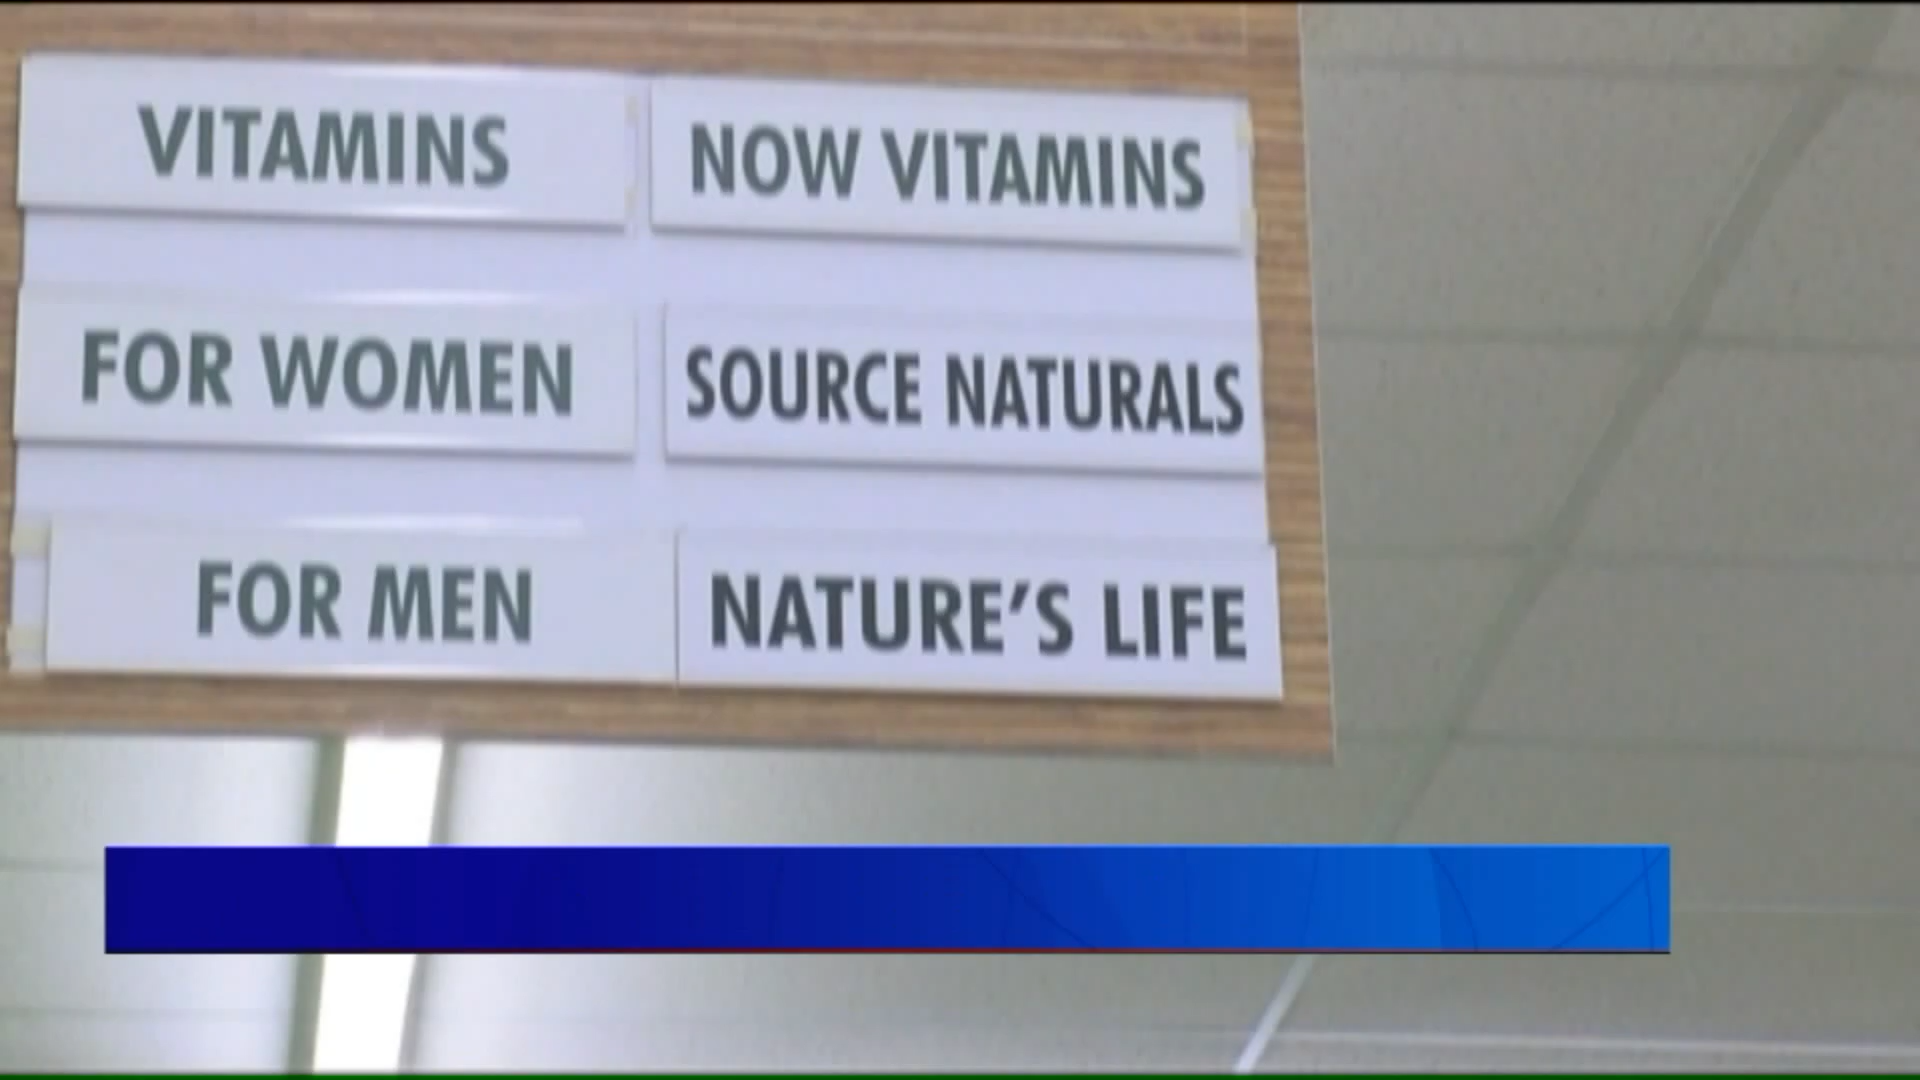 VITAMINS
NOW VITAMINS
FOR WOMEN
SOURCE NATURALS
FOR MEN
NATURE'S LIFE